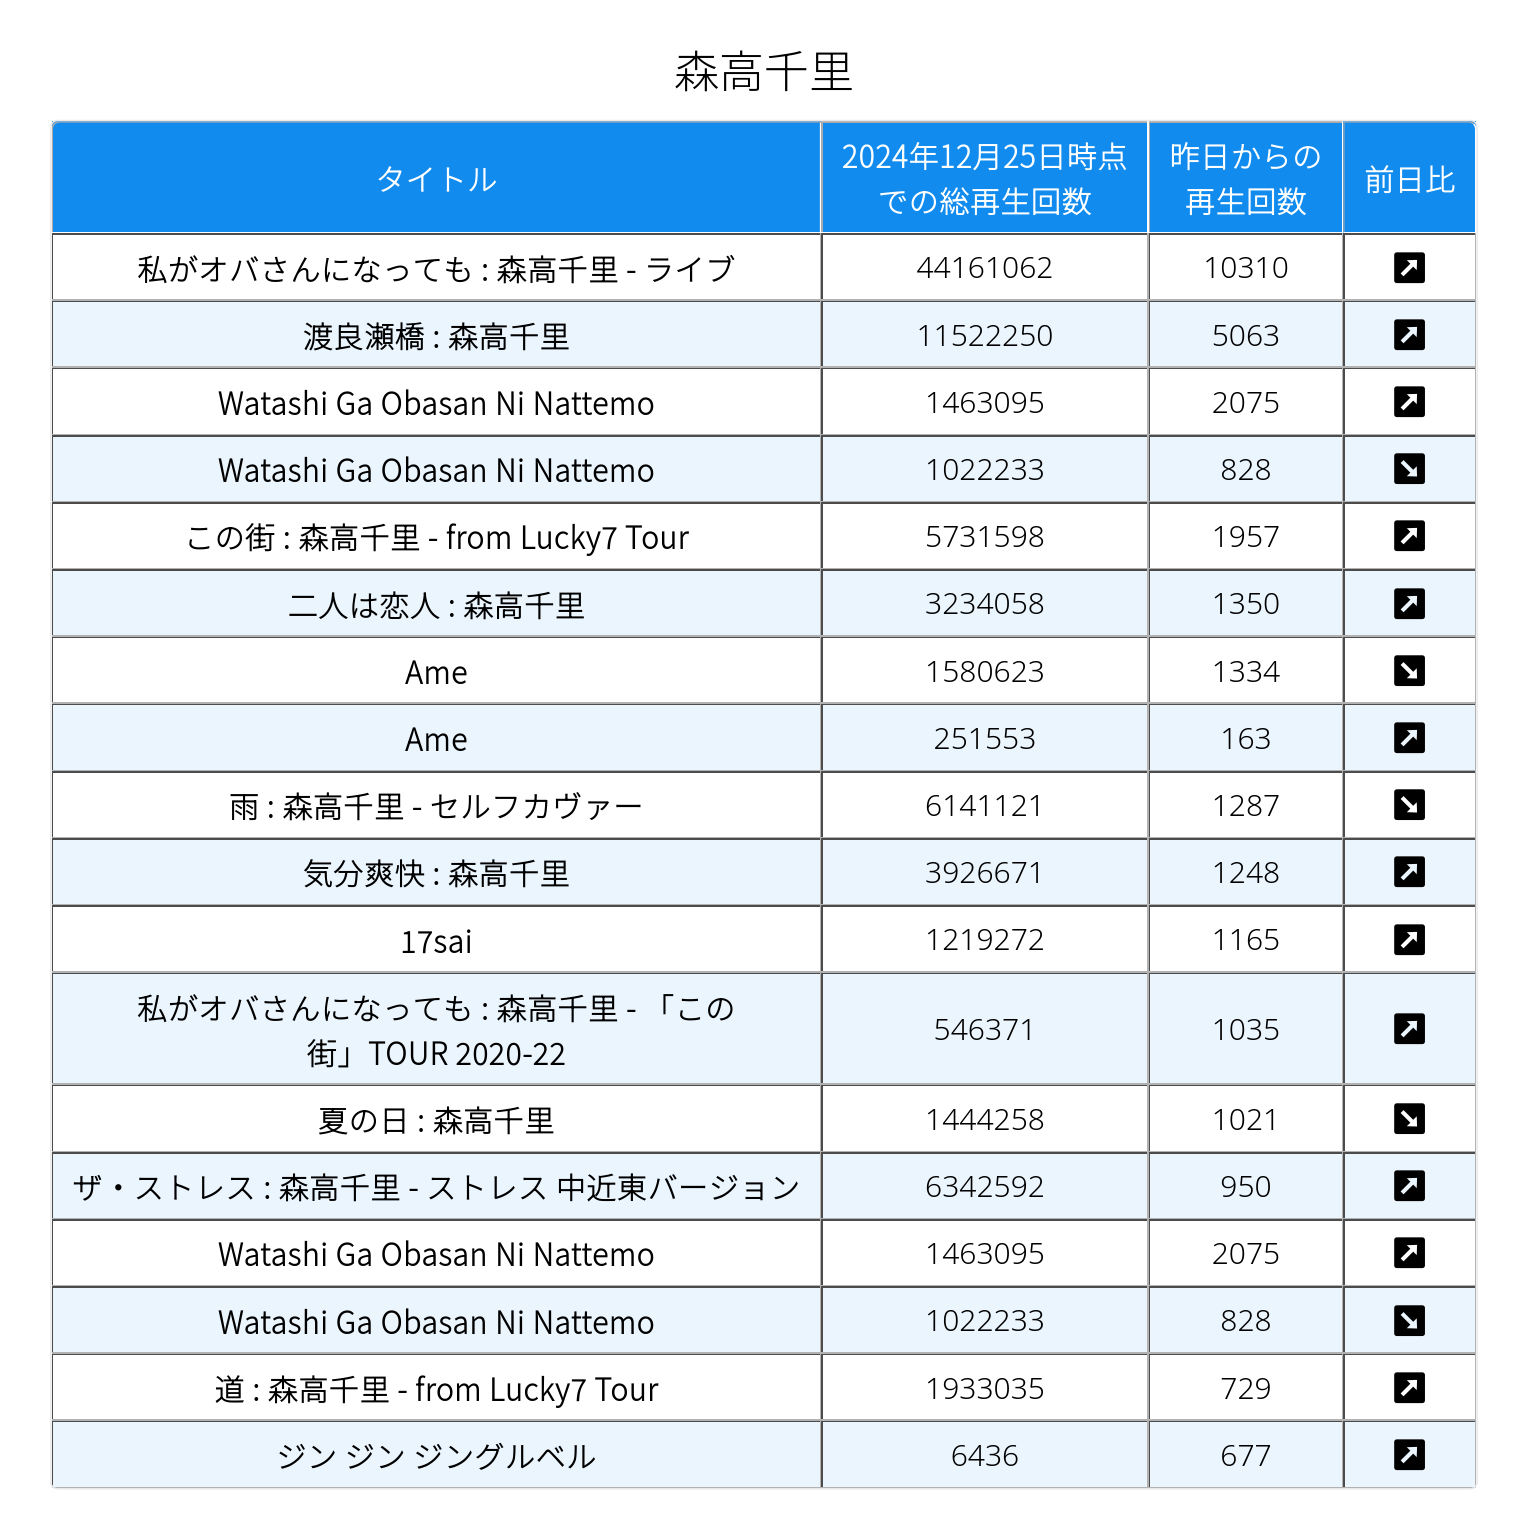 森高千里
タイトル
2024年12月25日時点
での総再生回数
昨日からの
再生回数
前日比
私がオバさんになっても : 森高千里 - ライブ 44161062 10310
渡良瀬橋 : 森高千里 11522250 5063
Watashi Ga Obasan Ni Nattemo 1463095 2075
Watashi Ga Obasan Ni Nattemo 1022233 828
この街 : 森高千里 - from Lucky7 Tour 5731598 1957
二人は恋人 : 森高千里 3234058 1350
Ame 1580623 1334
Ame 251553 163
雨 : 森高千里 - セルフカヴァー 6141121 1287
気分爽快 : 森高千里 3926671 1248
17sai 1219272 1165
私がオバさんになっても : 森高千里 - 「この
街」TOUR 2020-22 546371 1035
夏の日 : 森高千里 1444258 1021
ザ・ストレス : 森高千里 - ストレス 中近東バージョン 6342592 950
Watashi Ga Obasan Ni Nattemo 1463095 2075
Watashi Ga Obasan Ni Nattemo 1022233 828
道 : 森高千里 - from Lucky7 Tour 1933035 729
ジン ジン ジングルベル 6436 677